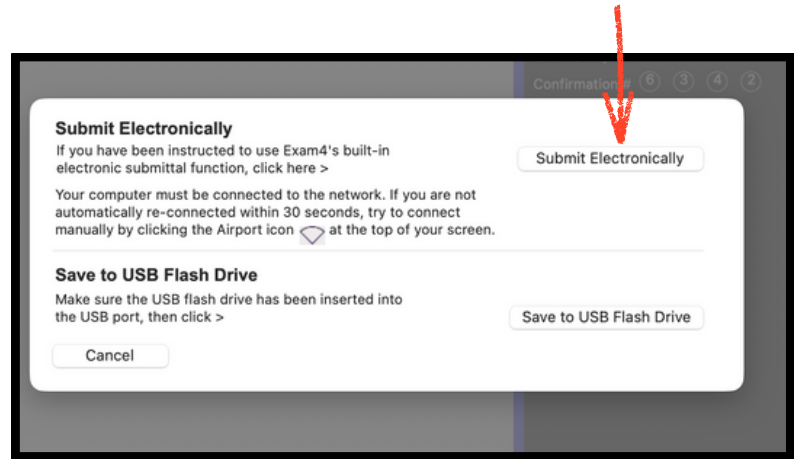 Confirmation # 6 3 4 2
Submit Electronically
If you have been instructed to use Exam4's built-in
electronic submittal function, click here >
Submit Electronically
Your computer must be connected to the network. If you are not
automatically re-connected within 30 seconds, try to connect
manually by clicking the Airport icon at the top of your screen.
Save to USB Flash Drive
Make sure the USB flash drive has been inserted into
the USB port, then click >
Save to USB Flash Drive
Cancel